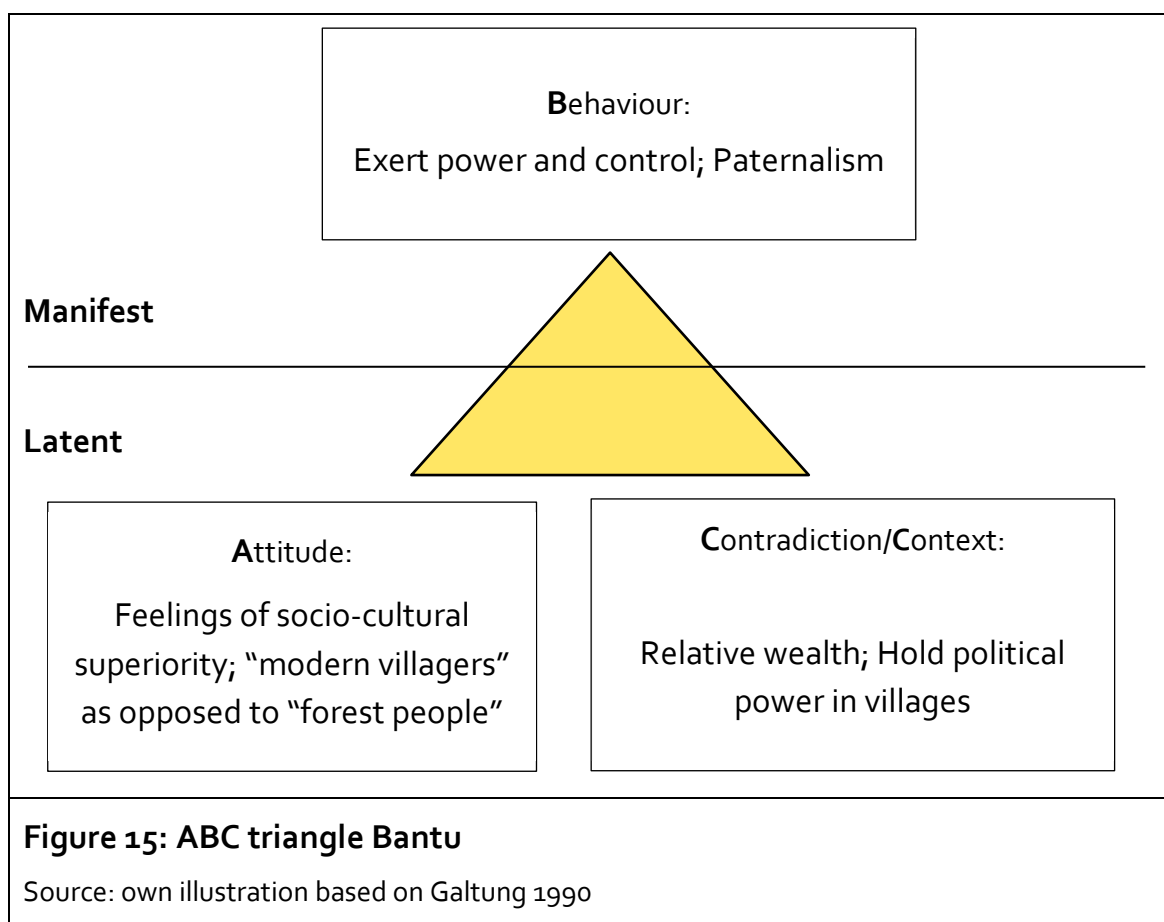 Behaviour:
Exert power and control; Paternalism
Manifest
Latent
Attitude:
Feelings of socio-cultural
superiority; “modern villagers”
as opposed to “forest people”
Contradiction/Context:
Relative wealth; Hold political
power in villages
Figure 15: ABC triangle Bantu
Source: own illustration based on Galtung 1990